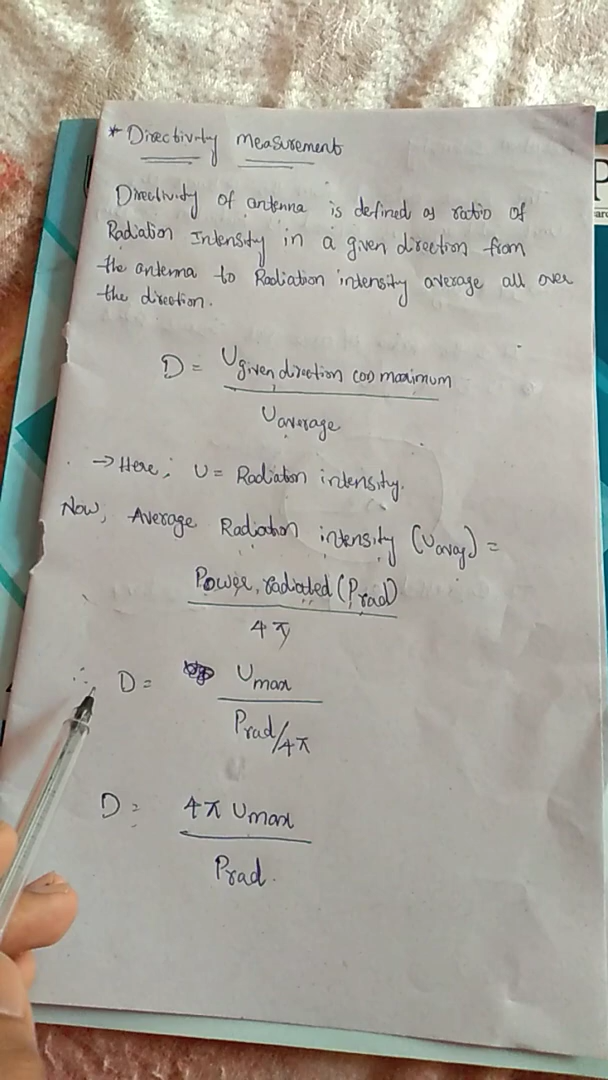 * Directivity measurement
Directivity of antenna is defined as ratio of
Radiation Intensity in a given direction from
the antenna to Radiation intensity average all over
the direction.
D = Ugiven direction (or) maximum
Uaverage
→ Here, U = Radiation intensity.
Now, Average Radiation intensity (Uavg) =
Power, radiated (Prad)
4π
∴ D = Umax
Prad/4π
D = 4π Umax
Prad.